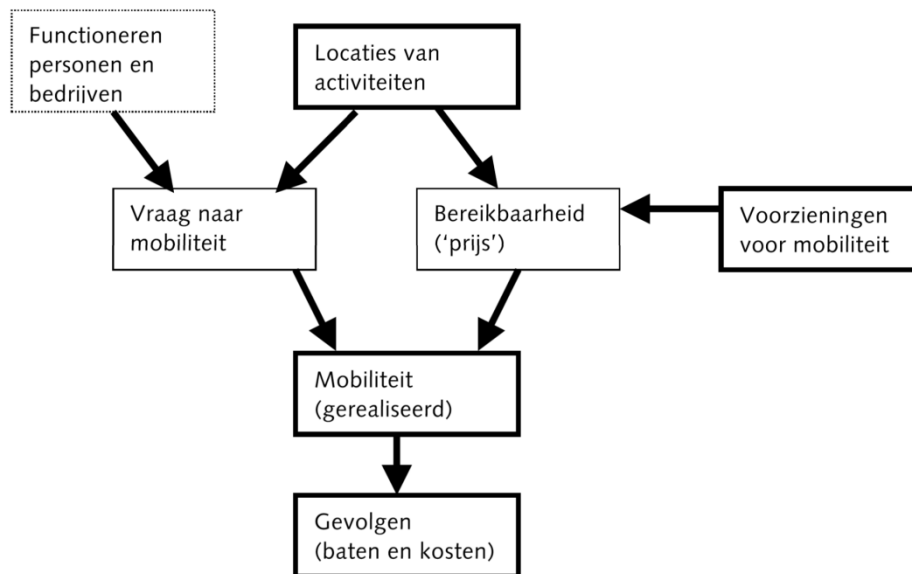 Functioneren
personen en
bedrijven
Locaties van
activiteiten
Vraag naar
mobiliteit
Bereikbaarheid
(‘prijs’)
Voorzieningen
voor mobiliteit
Mobiliteit
(gerealiseerd)
Gevolgen
(baten en kosten)